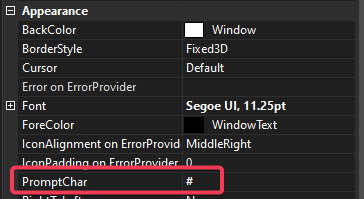 Appearance
BackColor Window
BorderStyle Fixed3D
Cursor Default
Error on ErrorProvider
Font Segoe UI, 11.25pt
ForeColor WindowText
IconAlignment on ErrorProvid MiddleRight
IconPadding on ErrorProvider 0
PromptChar #